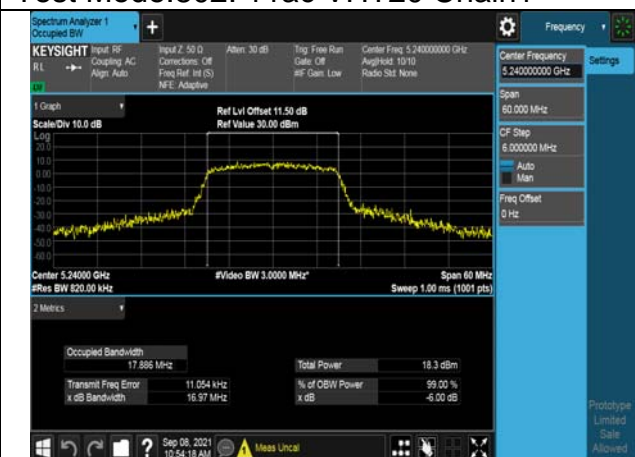 Spectrum Analyzer 1
Occupied BW
+
Frequency
KEYSIGHT
RL
Input: RF
Coupling: AC
Align: Auto
Input Z: 50 Ω
Corrections: Off
Freq Ref: Int (S)
NFE: Adaptive
Atten: 30 dB
Trig: Free Run
Gate: Off
#IF Gain: Low
Center Freq: 5.240000000 GHz
Avg|Hold: 10/10
Radio Std: None
Center Frequency
5.240000000 GHz
Settings
Span
60.000 MHz
CF Step
6.000000 MHz
Auto
Man
Freq Offset
0 Hz
1 Graph
Scale/Div 10.0 dB
Ref Lvl Offset 11.50 dB
Ref Value 30.00 dBm
Log
20.0
10.0
0.00
-10.0
-20.0
-30.0
-40.0
-50.0
-60.0
Center 5.24000 GHz
#Res BW 820.00 kHz
#Video BW 3.0000 MHz*
Span 60 MHz
Sweep 1.00 ms (1001 pts)
2 Metrics
Occupied Bandwidth
17.886 MHz
Total Power 18.3 dBm
Transmit Freq Error 11.054 kHz
% of OBW Power 99.00 %
x dB Bandwidth 16.97 MHz
x dB -6.00 dB
Prototype
Limited
Sale
Allowed
?
Sep 08, 2021
10:54:18 AM
Meas Uncal